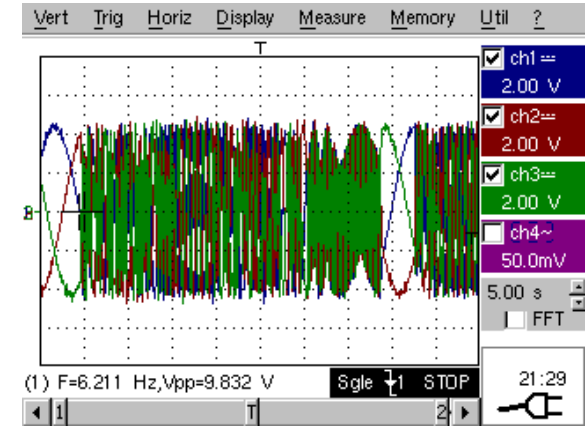 Vert Trig Horiz Display Measure Memory Util ?
T
ch1
2.00 V
ch2
2.00 V
ch3
2.00 V
ch4~
50.0mV
5.00 s
FFT
(1) F=6.211 Hz,Vpp=9.832 V
Sgle 1 STOP
21:29
1 T 2